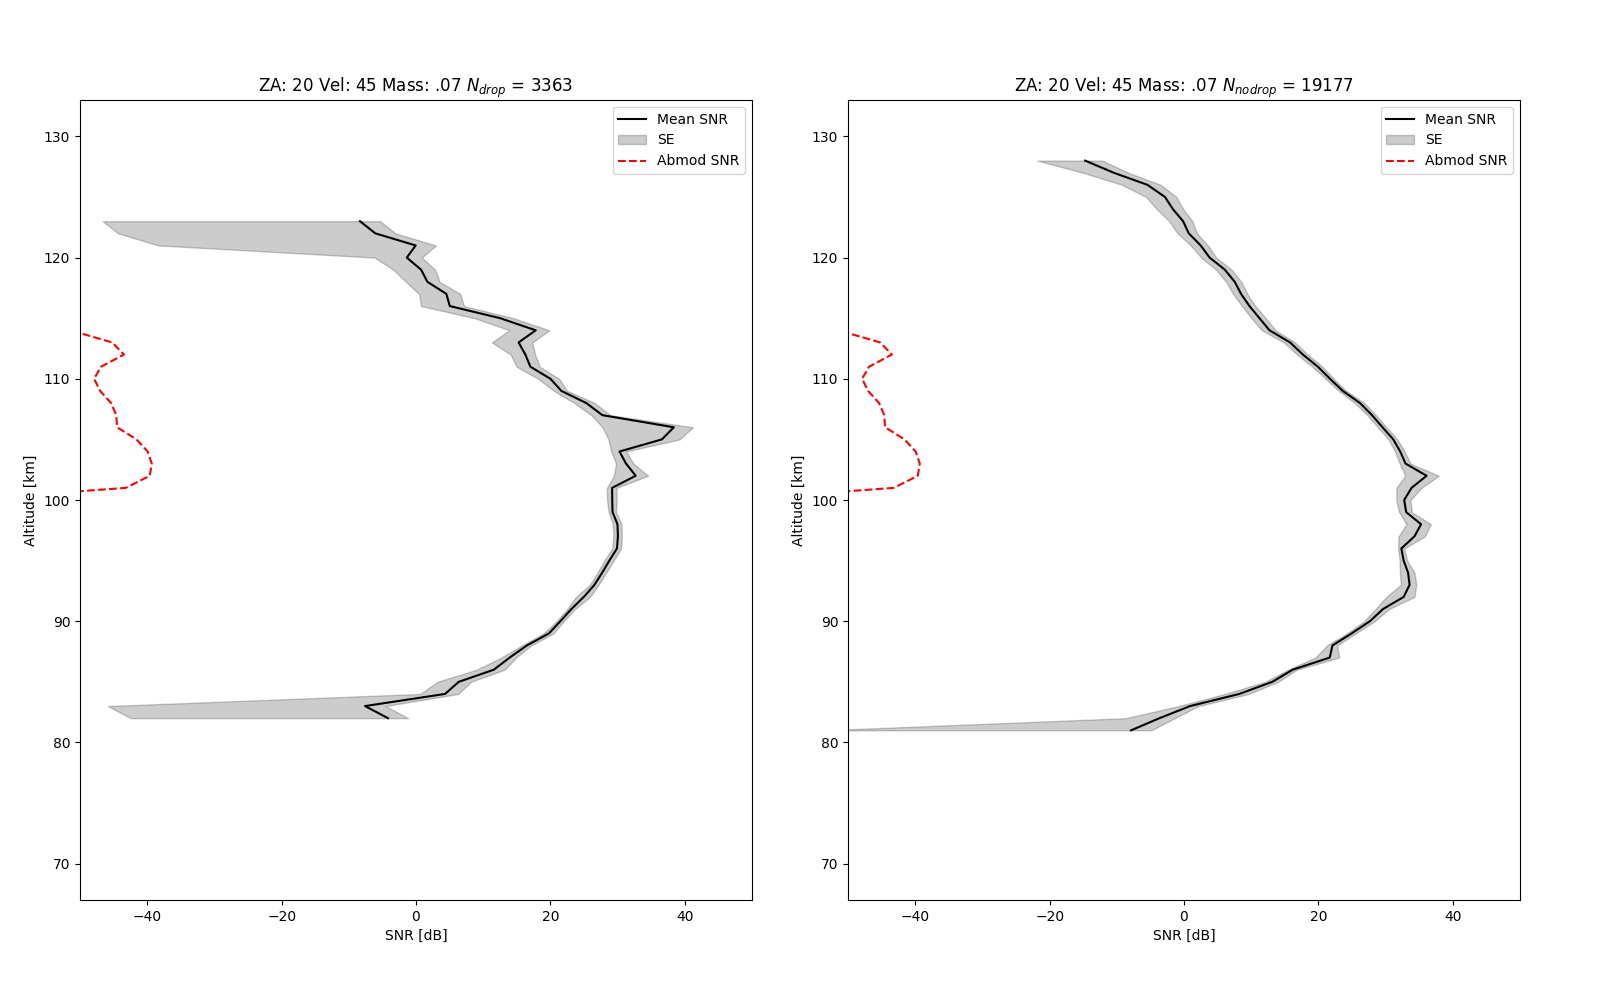 ZA: 20 Vel: 45 Mass: .07 N_drop = 3363
Mean SNR
SE
Abmod SNR
130
120
110
100
90
80
70
Altitude [km]
−40
−20
0
20
40
SNR [dB]
ZA: 20 Vel: 45 Mass: .07 N_nodrop = 19177
Mean SNR
SE
Abmod SNR
130
120
110
100
90
80
70
Altitude [km]
−40
−20
0
20
40
SNR [dB]